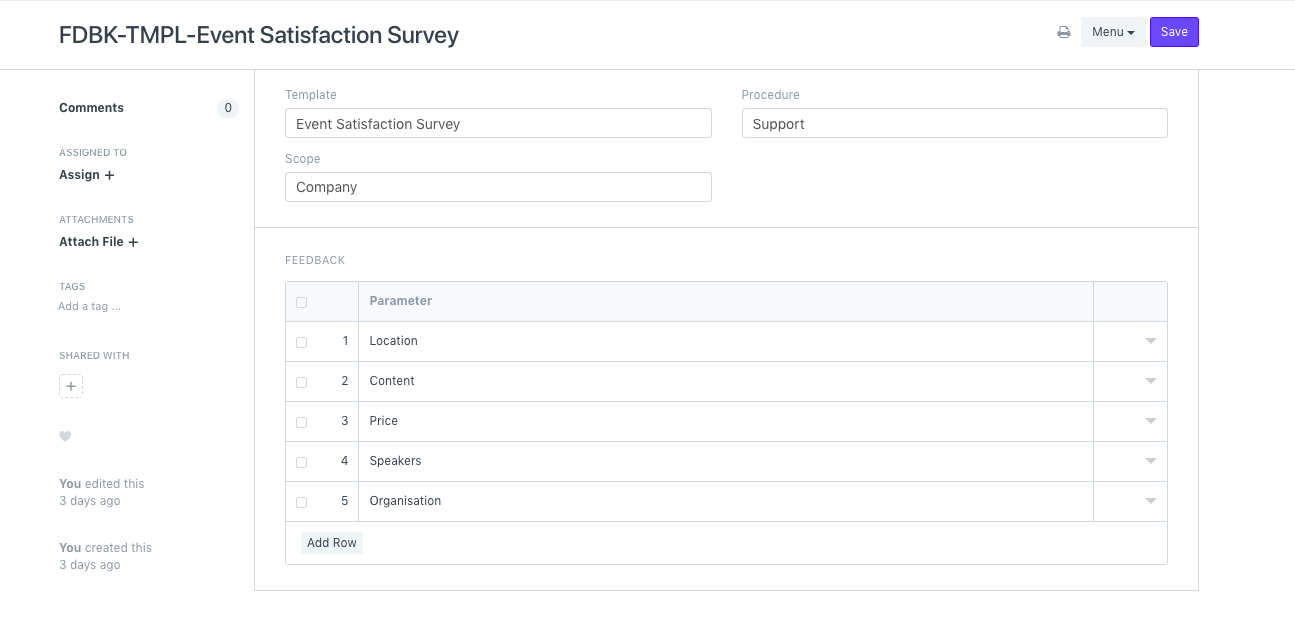 FDBK-TMPL-Event Satisfaction Survey
Menu
Save
Comments
0
ASSIGNED TO
Assign +
ATTACHMENTS
Attach File +
TAGS
Add a tag ...
SHARED WITH
+
You edited this
3 days ago
You created this
3 days ago
Template
Event Satisfaction Survey
Procedure
Support
Scope
Company
FEEDBACK
Parameter
1 Location
2 Content
3 Price
4 Speakers
5 Organisation
Add Row